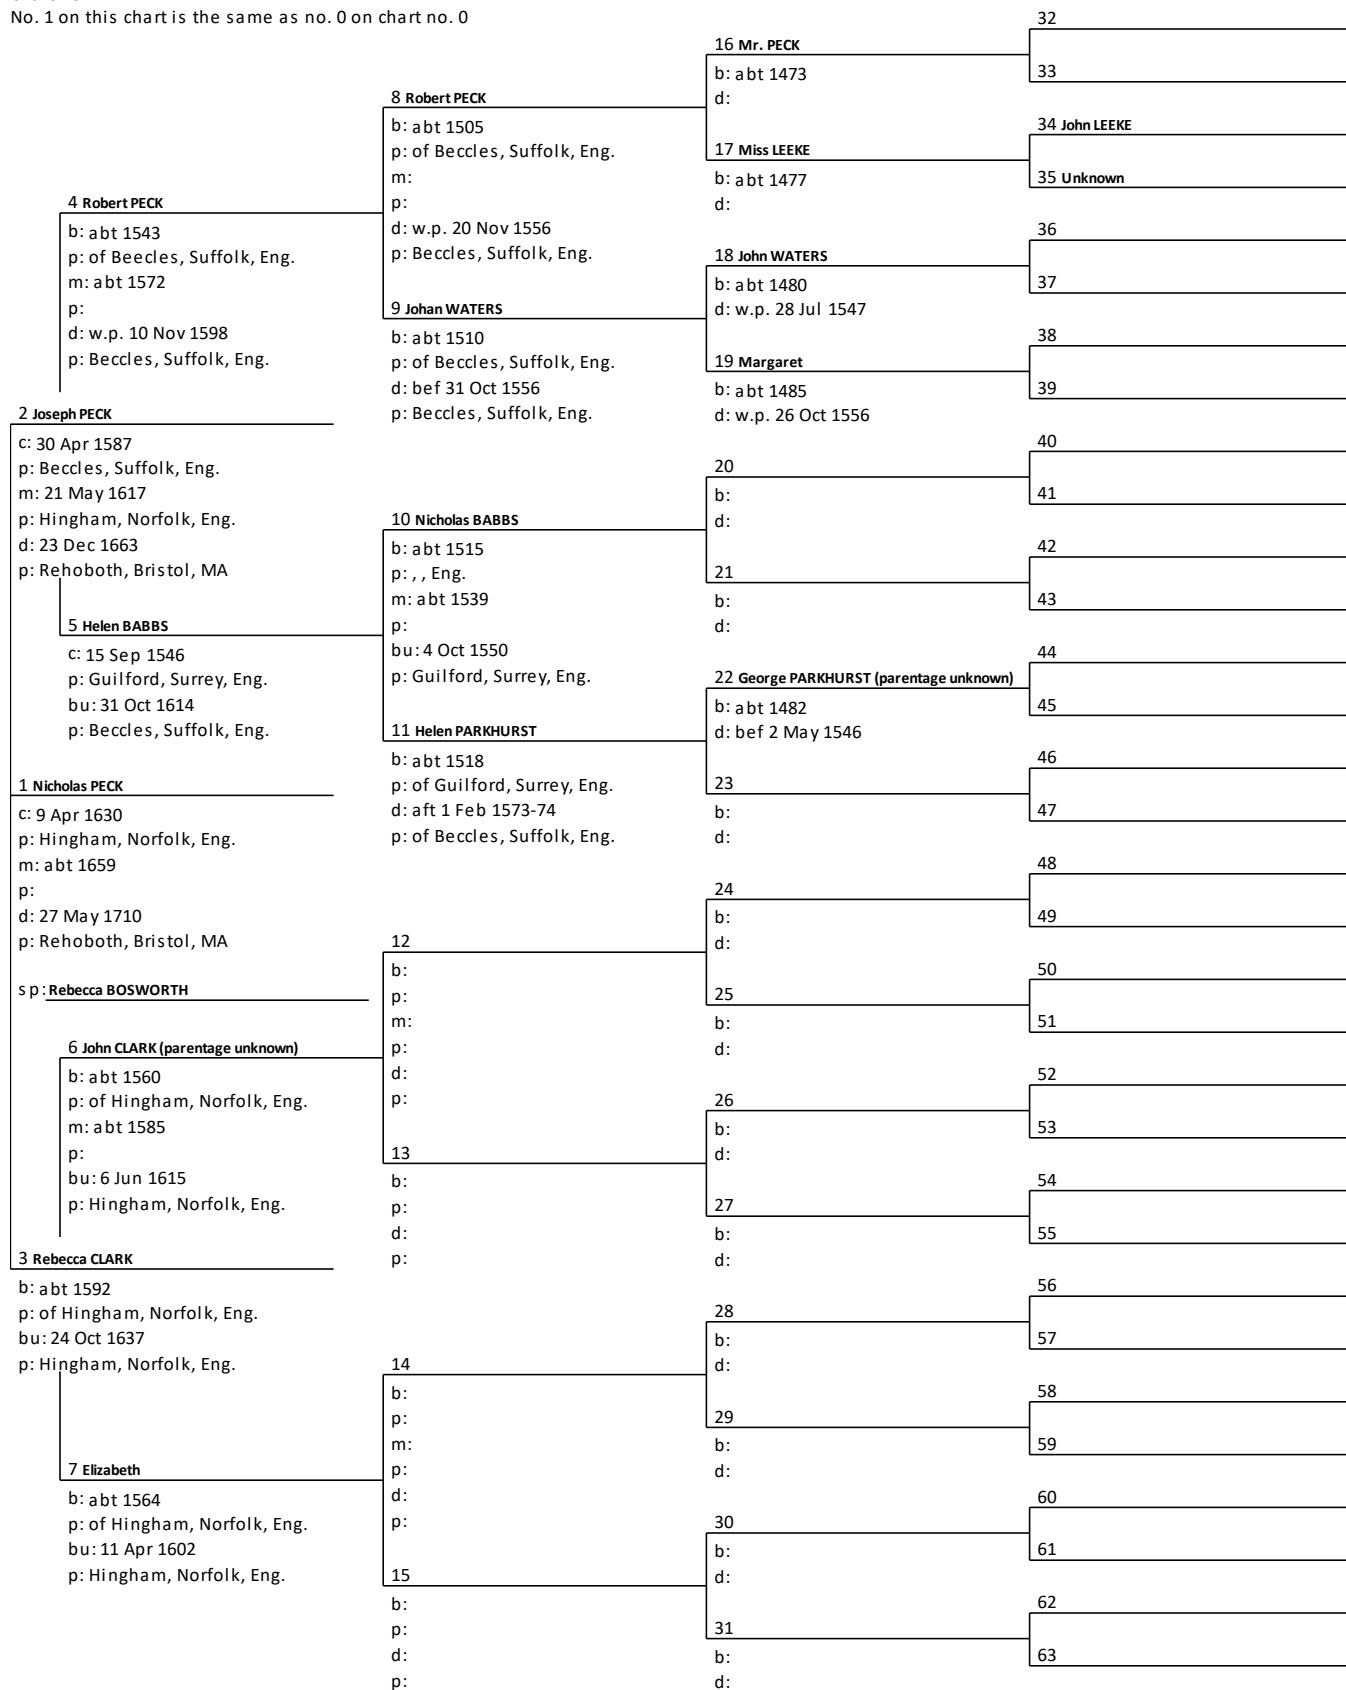 No. 1 on this chart is the same as no. 0 on chart no. 0
32
16 Mr. PECK
b: abt 1473
33
d:
8 Robert PECK
b: abt 1505
p: of Beccles, Suffolk, Eng.
m:
p:
d: w.p. 20 Nov 1556
p: Beccles, Suffolk, Eng.
34 John LEEKE
17 Miss LEEKE
b: abt 1477
d:
35 Unknown
4 Robert PECK
b: abt 1543
p: of Beecles, Suffolk, Eng.
m: abt 1572
p:
d: w.p. 10 Nov 1598
p: Beccles, Suffolk, Eng.
36
18 John WATERS
b: abt 1480
d: w.p. 28 Jul 1547
37
9 Johan WATERS
b: abt 1510
p: of Beccles, Suffolk, Eng.
d: bef 31 Oct 1556
p: Beccles, Suffolk, Eng.
38
19 Margaret
b: abt 1485
d: w.p. 26 Oct 1556
39
2 Joseph PECK
c: 30 Apr 1587
p: Beccles, Suffolk, Eng.
m: 21 May 1617
p: Hingham, Norfolk, Eng.
d: 23 Dec 1663
p: Rehoboth, Bristol, MA
40
20
b:
d:
41
10 Nicholas BABBS
b: abt 1515
p: , , Eng.
m: abt 1539
p:
bu: 4 Oct 1550
p: Guilford, Surrey, Eng.
42
21
b:
d:
43
5 Helen BABBS
c: 15 Sep 1546
p: Guilford, Surrey, Eng.
bu: 31 Oct 1614
p: Beccles, Suffolk, Eng.
44
22 George PARKHURST (parentage unknown)
b: abt 1482
d: bef 2 May 1546
45
11 Helen PARKHURST
b: abt 1518
p: of Guilford, Surrey, Eng.
d: aft 1 Feb 1573-74
p: of Beccles, Suffolk, Eng.
46
23
b:
d:
47
1 Nicholas PECK
c: 9 Apr 1630
p: Hingham, Norfolk, Eng.
m: abt 1659
p:
d: 27 May 1710
p: Rehoboth, Bristol, MA
sp: Rebecca BOSWORTH
48
24
b:
d:
49
12
b:
p:
m:
p:
d:
p:
50
25
b:
d:
51
6 John CLARK (parentage unknown)
b: abt 1560
p: of Hingham, Norfolk, Eng.
m: abt 1585
p:
bu: 6 Jun 1615
p: Hingham, Norfolk, Eng.
52
26
b:
d:
53
13
b:
p:
d:
p:
54
27
b:
d:
55
3 Rebecca CLARK
b: abt 1592
p: of Hingham, Norfolk, Eng.
bu: 24 Oct 1637
p: Hingham, Norfolk, Eng.
56
28
b:
d:
57
14
b:
p:
m:
p:
d:
p:
58
29
b:
d:
59
7 Elizabeth
b: abt 1564
p: of Hingham, Norfolk, Eng.
bu: 11 Apr 1602
p: Hingham, Norfolk, Eng.
60
30
b:
d:
61
15
b:
p:
d:
p:
62
31
b:
d:
63